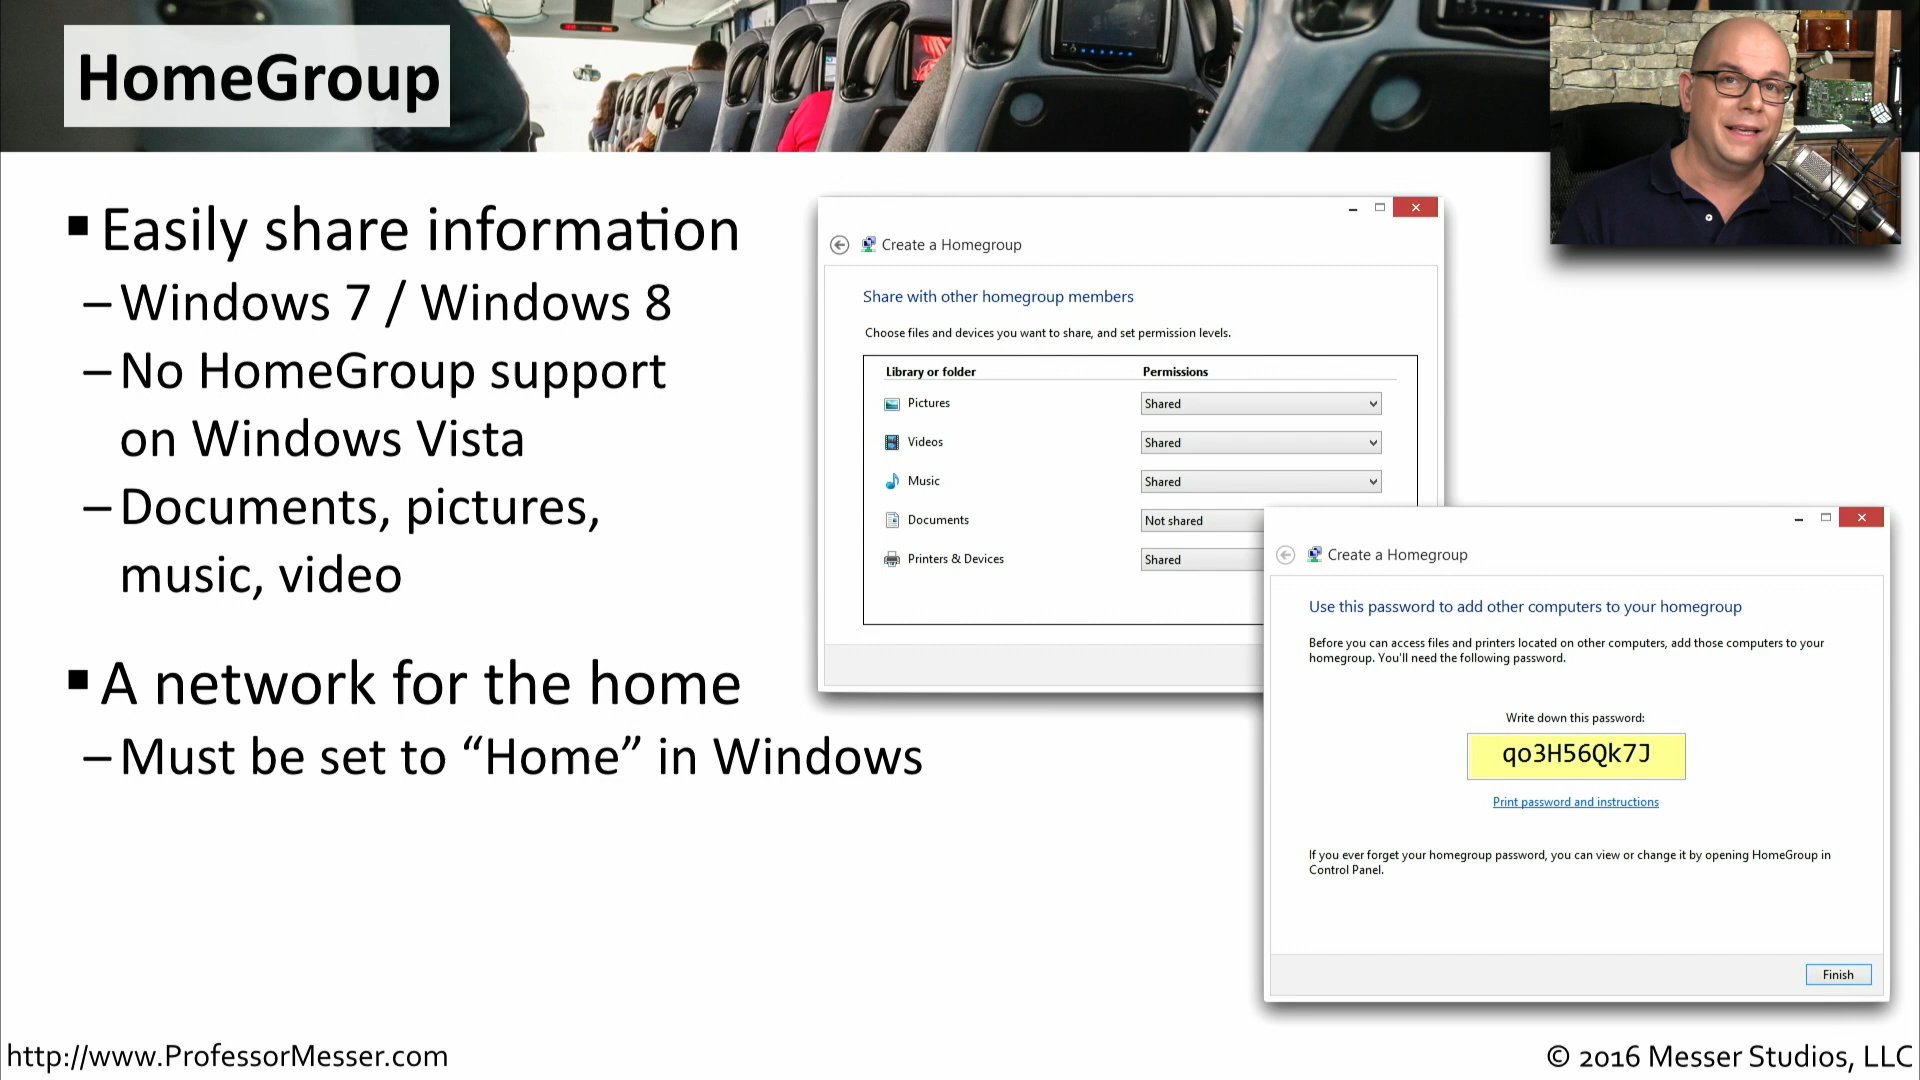 HomeGroup
▪ Easily share information
– Windows 7 / Windows 8
– No HomeGroup support
on Windows Vista
– Documents, pictures,
music, video
▪ A network for the home
– Must be set to “Home” in Windows
Create a Homegroup
Share with other homegroup members
Choose files and devices you want to share, and set permission levels.
Library or folder Permissions
Pictures Shared
Videos Shared
Music Shared
Documents Not shared
Printers & Devices Shared
Create a Homegroup
Use this password to add other computers to your homegroup
Before you can access files and printers located on other computers, add those computers to your
homegroup. You'll need the following password.
Write down this password:
qo3H56Qk7J
Print password and instructions
If you ever forget your homegroup password, you can view or change it by opening HomeGroup in
Control Panel.
Finish
http://www.ProfessorMesser.com
© 2016 Messer Studios, LLC